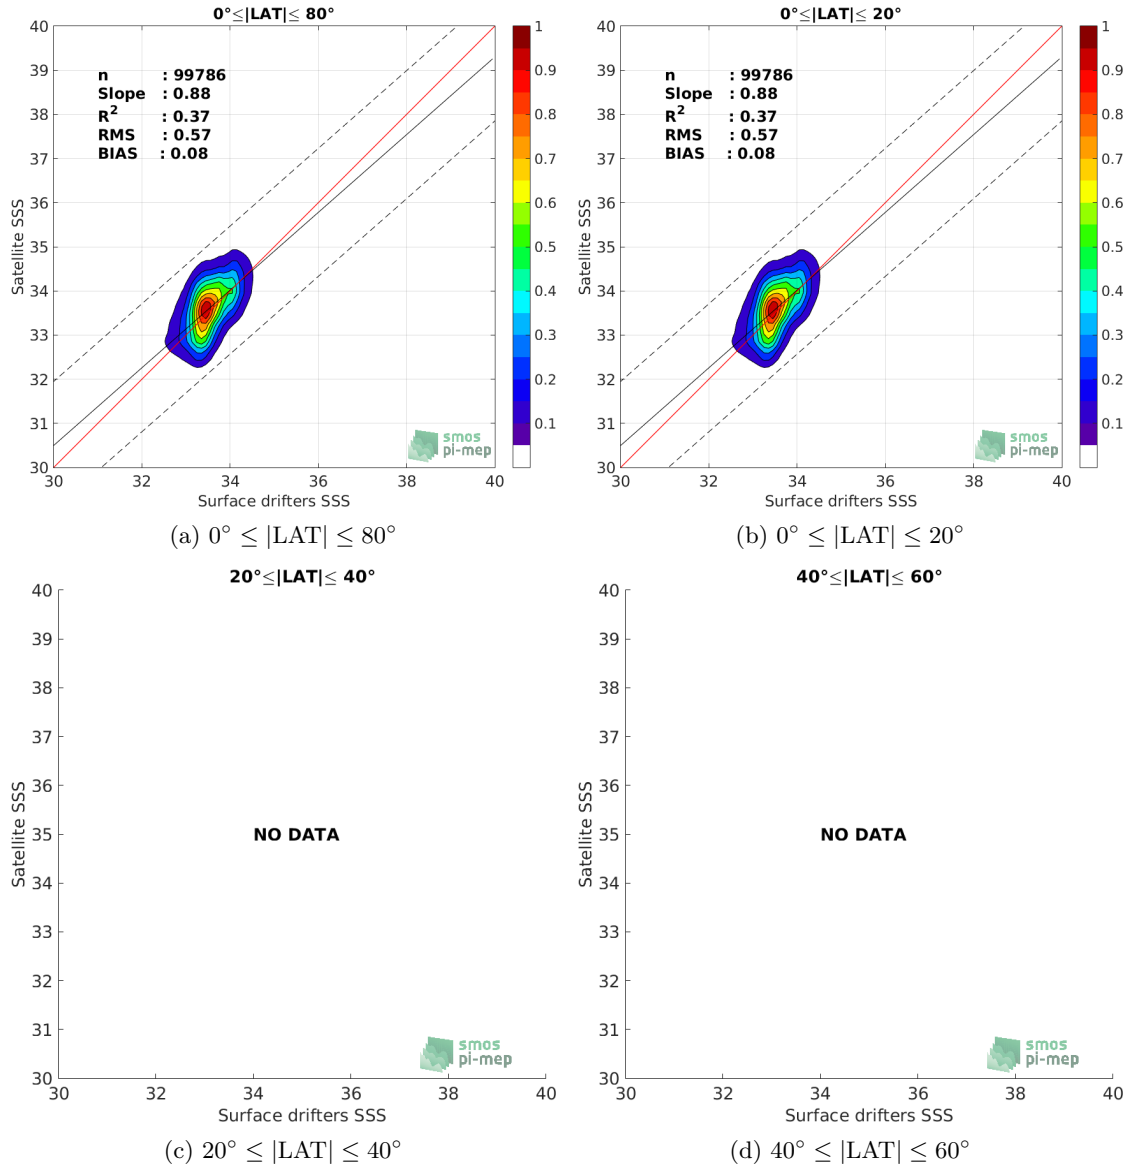 0°≤|LAT|≤ 80°
40
39
38
37
36
35
34
33
32
31
30
Satellite SSS
n : 99786
Slope : 0.88
R² : 0.37
RMS : 0.57
BIAS : 0.08
smos
pi-mep
30 32 34 36 38 40
Surface drifters SSS
1
0.9
0.8
0.7
0.6
0.5
0.4
0.3
0.2
0.1
(a) 0° ≤ |LAT| ≤ 80°
0°≤|LAT|≤ 20°
40
39
38
37
36
35
34
33
32
31
30
Satellite SSS
n : 99786
Slope : 0.88
R² : 0.37
RMS : 0.57
BIAS : 0.08
smos
pi-mep
30 32 34 36 38 40
Surface drifters SSS
1
0.9
0.8
0.7
0.6
0.5
0.4
0.3
0.2
0.1
(b) 0° ≤ |LAT| ≤ 20°
20°≤|LAT|≤ 40°
40
39
38
37
36
35
34
33
32
31
30
Satellite SSS
NO DATA
smos
pi-mep
30 32 34 36 38 40
Surface drifters SSS
(c) 20° ≤ |LAT| ≤ 40°
40°≤|LAT|≤ 60°
40
39
38
37
36
35
34
33
32
31
30
Satellite SSS
NO DATA
smos
pi-mep
30 32 34 36 38 40
Surface drifters SSS
(d) 40° ≤ |LAT| ≤ 60°